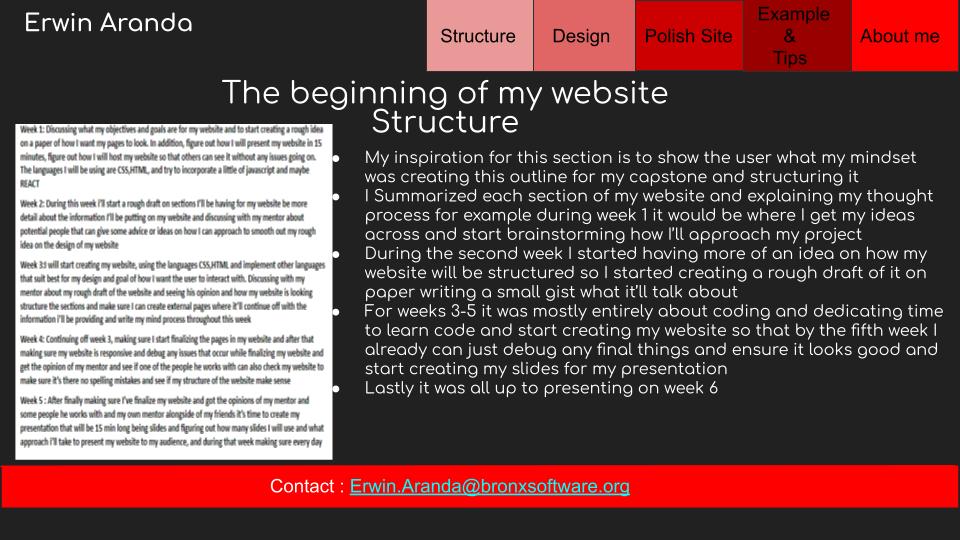 Erwin Aranda
Structure
Design
Polish Site
Example
&
Tips
About me
The beginning of my website
Structure
Week 1: Discussing what my objectives and goals are for my website and to start creating a rough idea
on a paper of how I want my pages to look. In addition, figure out how I will present my website in 15
minutes, figure out how I will host my website so that others can see it without any issues going on.
The languages I will be using are CSS,HTML, and try to incorporate a little of javascript and maybe
REACT
Week 2: During this week I'll start a rough draft on sections I'll be having for my website be more
detail about the information I'll be putting on my website and discussing with my mentor about
potential people that can give some advice or ideas on how I can approach to smooth out my rough
idea on the design of my website
Week 3:I will start creating my website, using the languages CSS,HTML and implement other languages
that suit best for my design and goal of how I want the user to interact with. Discussing with my
mentor about my rough draft of the website and seeing his opinion and how my website is looking
structure the sections and make sure I can create external pages where it'll continue off with the
information I'll be providing and write my mind process throughout this week
Week 4: Continuing off week 3, making sure I start finalizing the pages in my website and after that
making sure my website is responsive and debug any issues that occur while finalizing my website and
get the opinion of my mentor and see if one of the people he works with can also check my website to
make sure it's there no spelling mistakes and see if my structure of the website make sense
Week 5 : After finally making sure I've finalize my website and got the opinions of my mentor and
some people he works with and my own mentor alongside of my friends it's time to create my
presentation that will be 15 min long being slides and figuring out how many slides I will use and what
approach I'll take to present my website to my audience, and during that week making sure every day
● My inspiration for this section is to show the user what my mindset
was creating this outline for my capstone and structuring it
● I Summarized each section of my website and explaining my thought
process for example during week 1 it would be where I get my ideas
across and start brainstorming how I'll approach my project
● During the second week I started having more of an idea on how my
website will be structured so I started creating a rough draft of it on
paper writing a small gist what it'll talk about
● For weeks 3-5 it was mostly entirely about coding and dedicating time
to learn code and start creating my website so that by the fifth week I
already can just debug any final things and ensure it looks good and
start creating my slides for my presentation
● Lastly it was all up to presenting on week 6
Contact : Erwin.Aranda@bronxsoftware.org